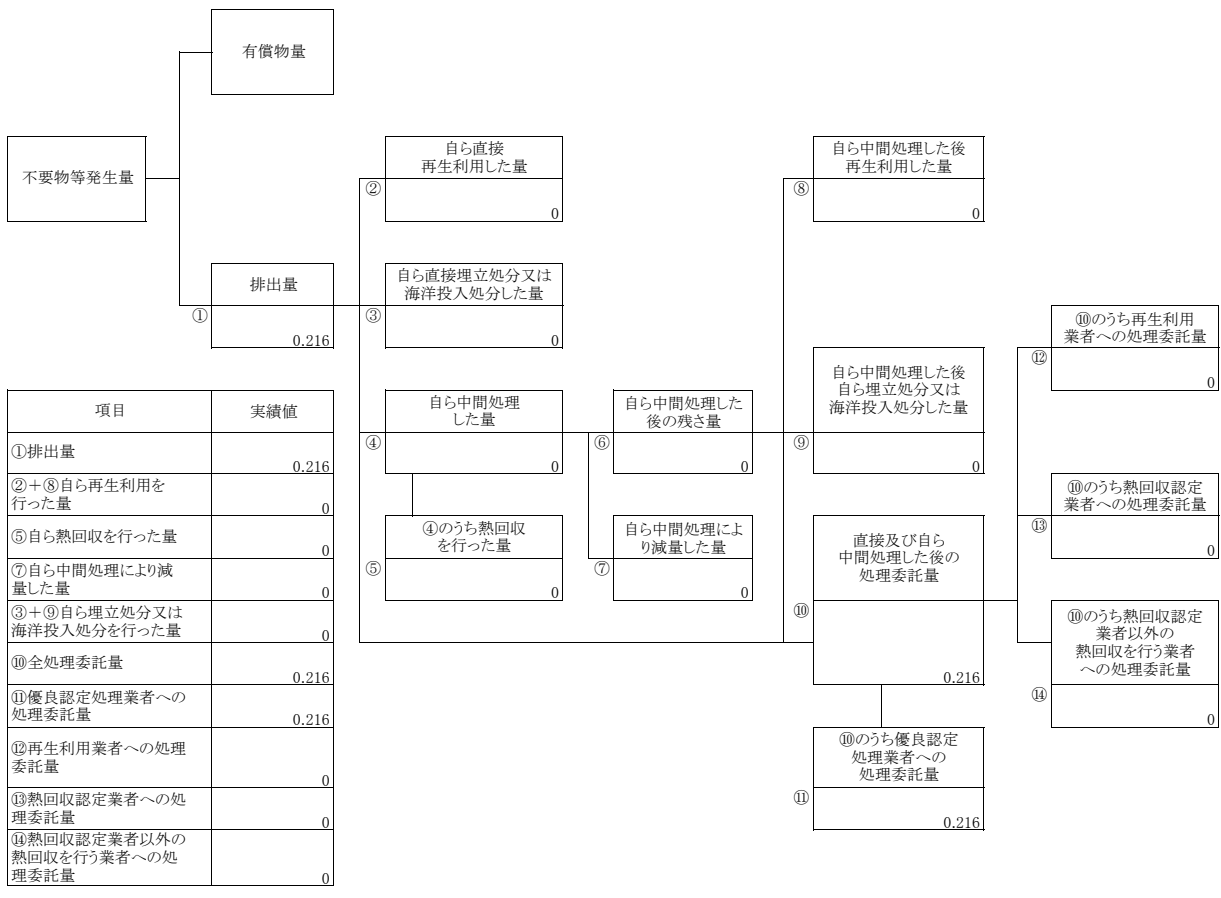 有償物量
不要物等発生量
排出量
①
0.216
自ら直接
再生利用した量
②
0
自ら直接埋立処分又は
海洋投入処分した量
③
0
自ら中間処理
した量
④
0
④のうち熱回収
を行った量
⑤
0
自ら中間処理した
後の残さ量
⑥
0
自ら中間処理によ
り減量した量
⑦
0
自ら中間処理した後
再生利用した量
⑧
0
自ら中間処理した後
自ら埋立処分又は
海洋投入処分した量
⑨
0
直接及び自ら
中間処理した後の
処理委託量
⑩
0.216
⑩のうち優良認定
処理業者への
処理委託量
⑪
0.216
⑩のうち再生利用
業者への処理委託量
⑫
0
⑩のうち熱回収認定
業者への処理委託量
⑬
0
⑩のうち熱回収認定
業者以外の
熱回収を行う業者
への処理委託量
⑭
0
項目 実績値
①排出量
0.216
②+⑧自ら再生利用を
行った量
0
⑤自ら熱回収を行った量
0
⑦自ら中間処理により減
量した量
0
③+⑨自ら埋立処分又は
海洋投入処分を行った量
0
⑩全処理委託量
0.216
⑪優良認定処理業者への
処理委託量
0.216
⑫再生利用業者への処理
委託量
0
⑬熱回収認定業者への処
理委託量
0
⑭熱回収認定業者以外の
熱回収を行う業者への処
理委託量
0